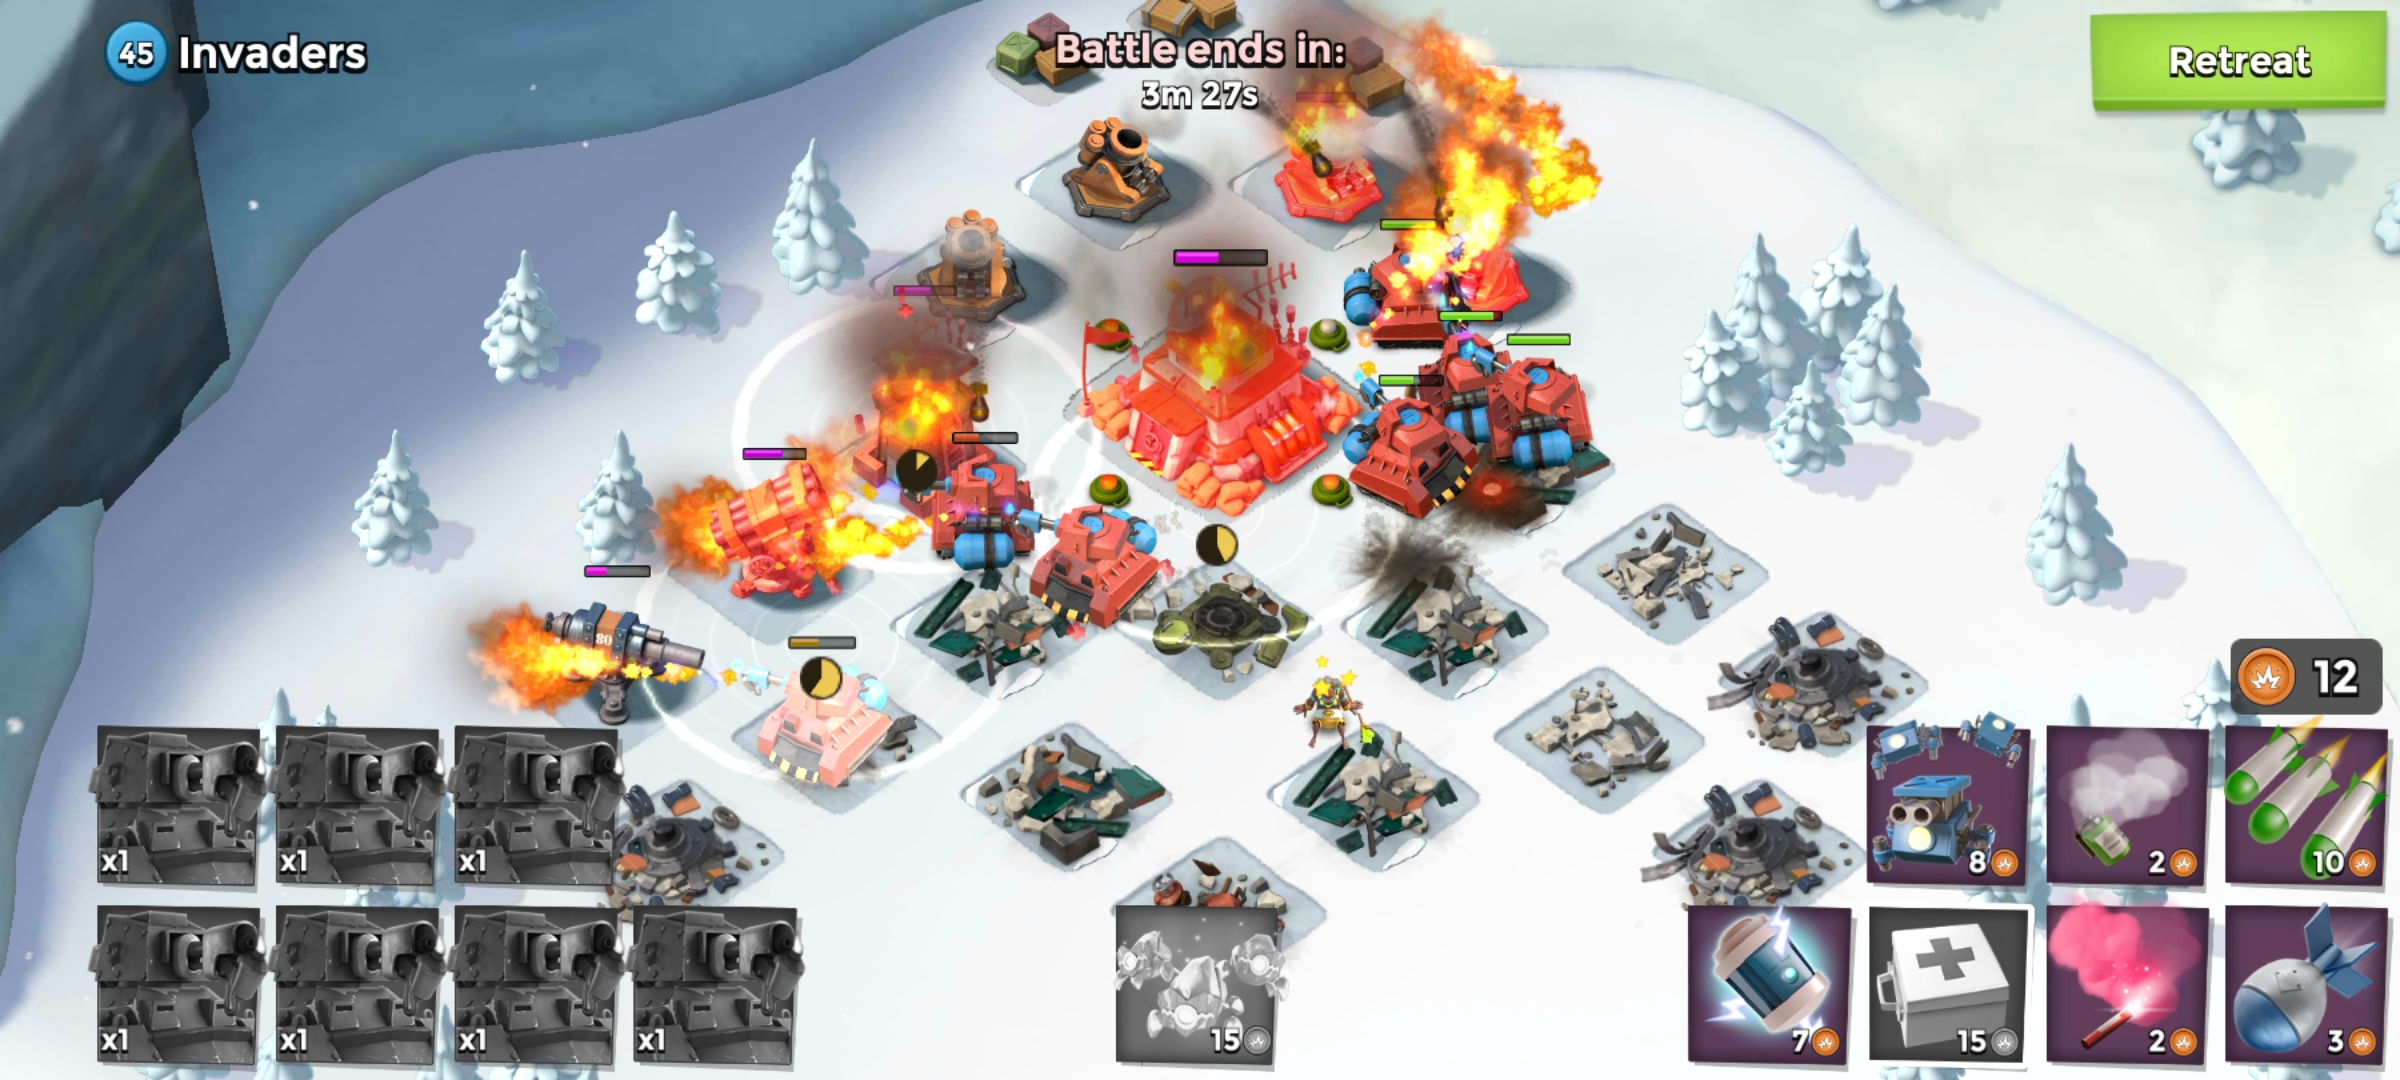 45 Invaders
Battle ends in:
3m 27s
Retreat
12
80
x1 x1 x1
8 2 10
x1 x1 x1 x1
15
7 15 2 3